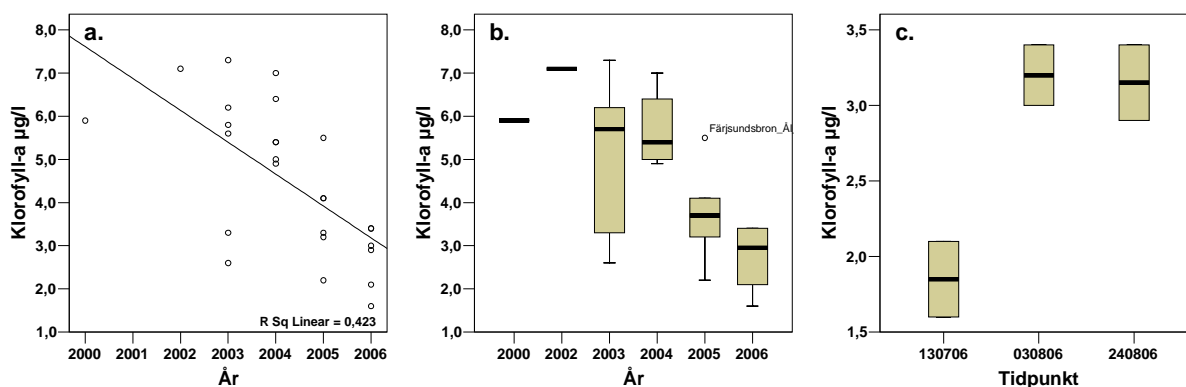 a.
Klorofyll-a µg/l
8,0
7,0
6,0
5,0
4,0
3,0
2,0
1,0
R Sq Linear = 0,423
2000 2001 2002 2003 2004 2005 2006
År
b.
Klorofyll-a µg/l
8,0
7,0
6,0
5,0
4,0
3,0
2,0
1,0
Färjsundsbron_Ål
2000 2002 2003 2004 2005 2006
År
c.
Klorofyll-a µg/l
3,5
3,0
2,5
2,0
1,5
130706 030806 240806
Tidpunkt